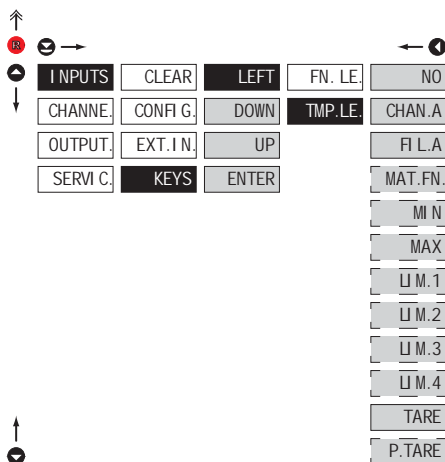 R
INPUTS CLEAR LEFT FN. LE. NO
CHANNE. CONFIG. DOWN TMP.LE. CHAN.A
OUTPUT. EXT.IN. UP FIL.A
SERVIC. KEYS ENTER MAT.FN.
MIN
MAX
LIM.1
LIM.2
LIM.3
LIM.4
TARE
P.TARE